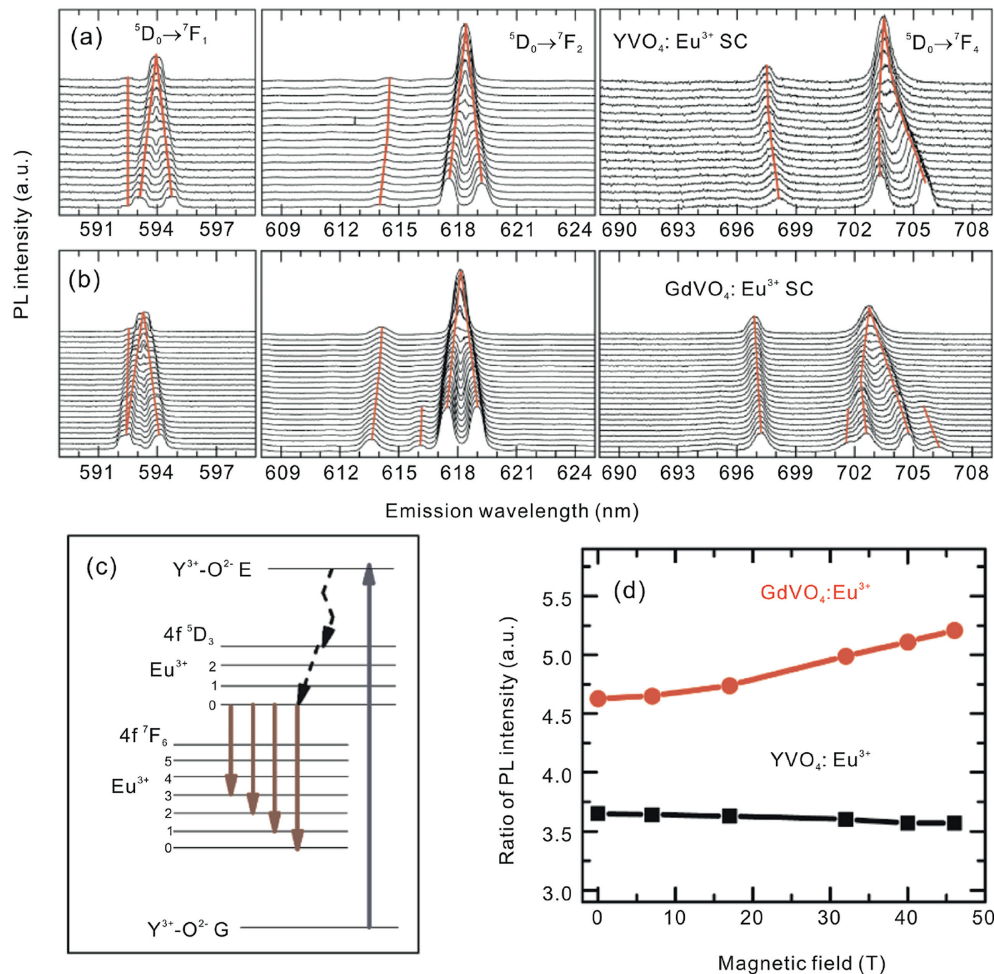 (a)
⁵D₀→⁷F₁
⁵D₀→⁷F₂
YVO₄: Eu³⁺ SC
⁵D₀→⁷F₄
PL intensity (a.u.)
591 594 597
609 612 615 618 621 624
690 693 696 699 702 705 708
(b)
GdVO₄: Eu³⁺ SC
591 594 597
609 612 615 618 621 624
690 693 696 699 702 705 708
Emission wavelength (nm)
(c)
Y³⁺-O²⁻ E
4f ⁵D₃
2
Eu³⁺
1
0
4f ⁷F₆
5
4
Eu³⁺
3
2
1
0
Y³⁺-O²⁻ G
(d)
GdVO₄:Eu³⁺
YVO₄: Eu³⁺
Ratio of PL intensity (a.u.)
5.5
5.0
4.5
4.0
3.5
3.0
0 10 20 30 40 50
Magnetic field (T)